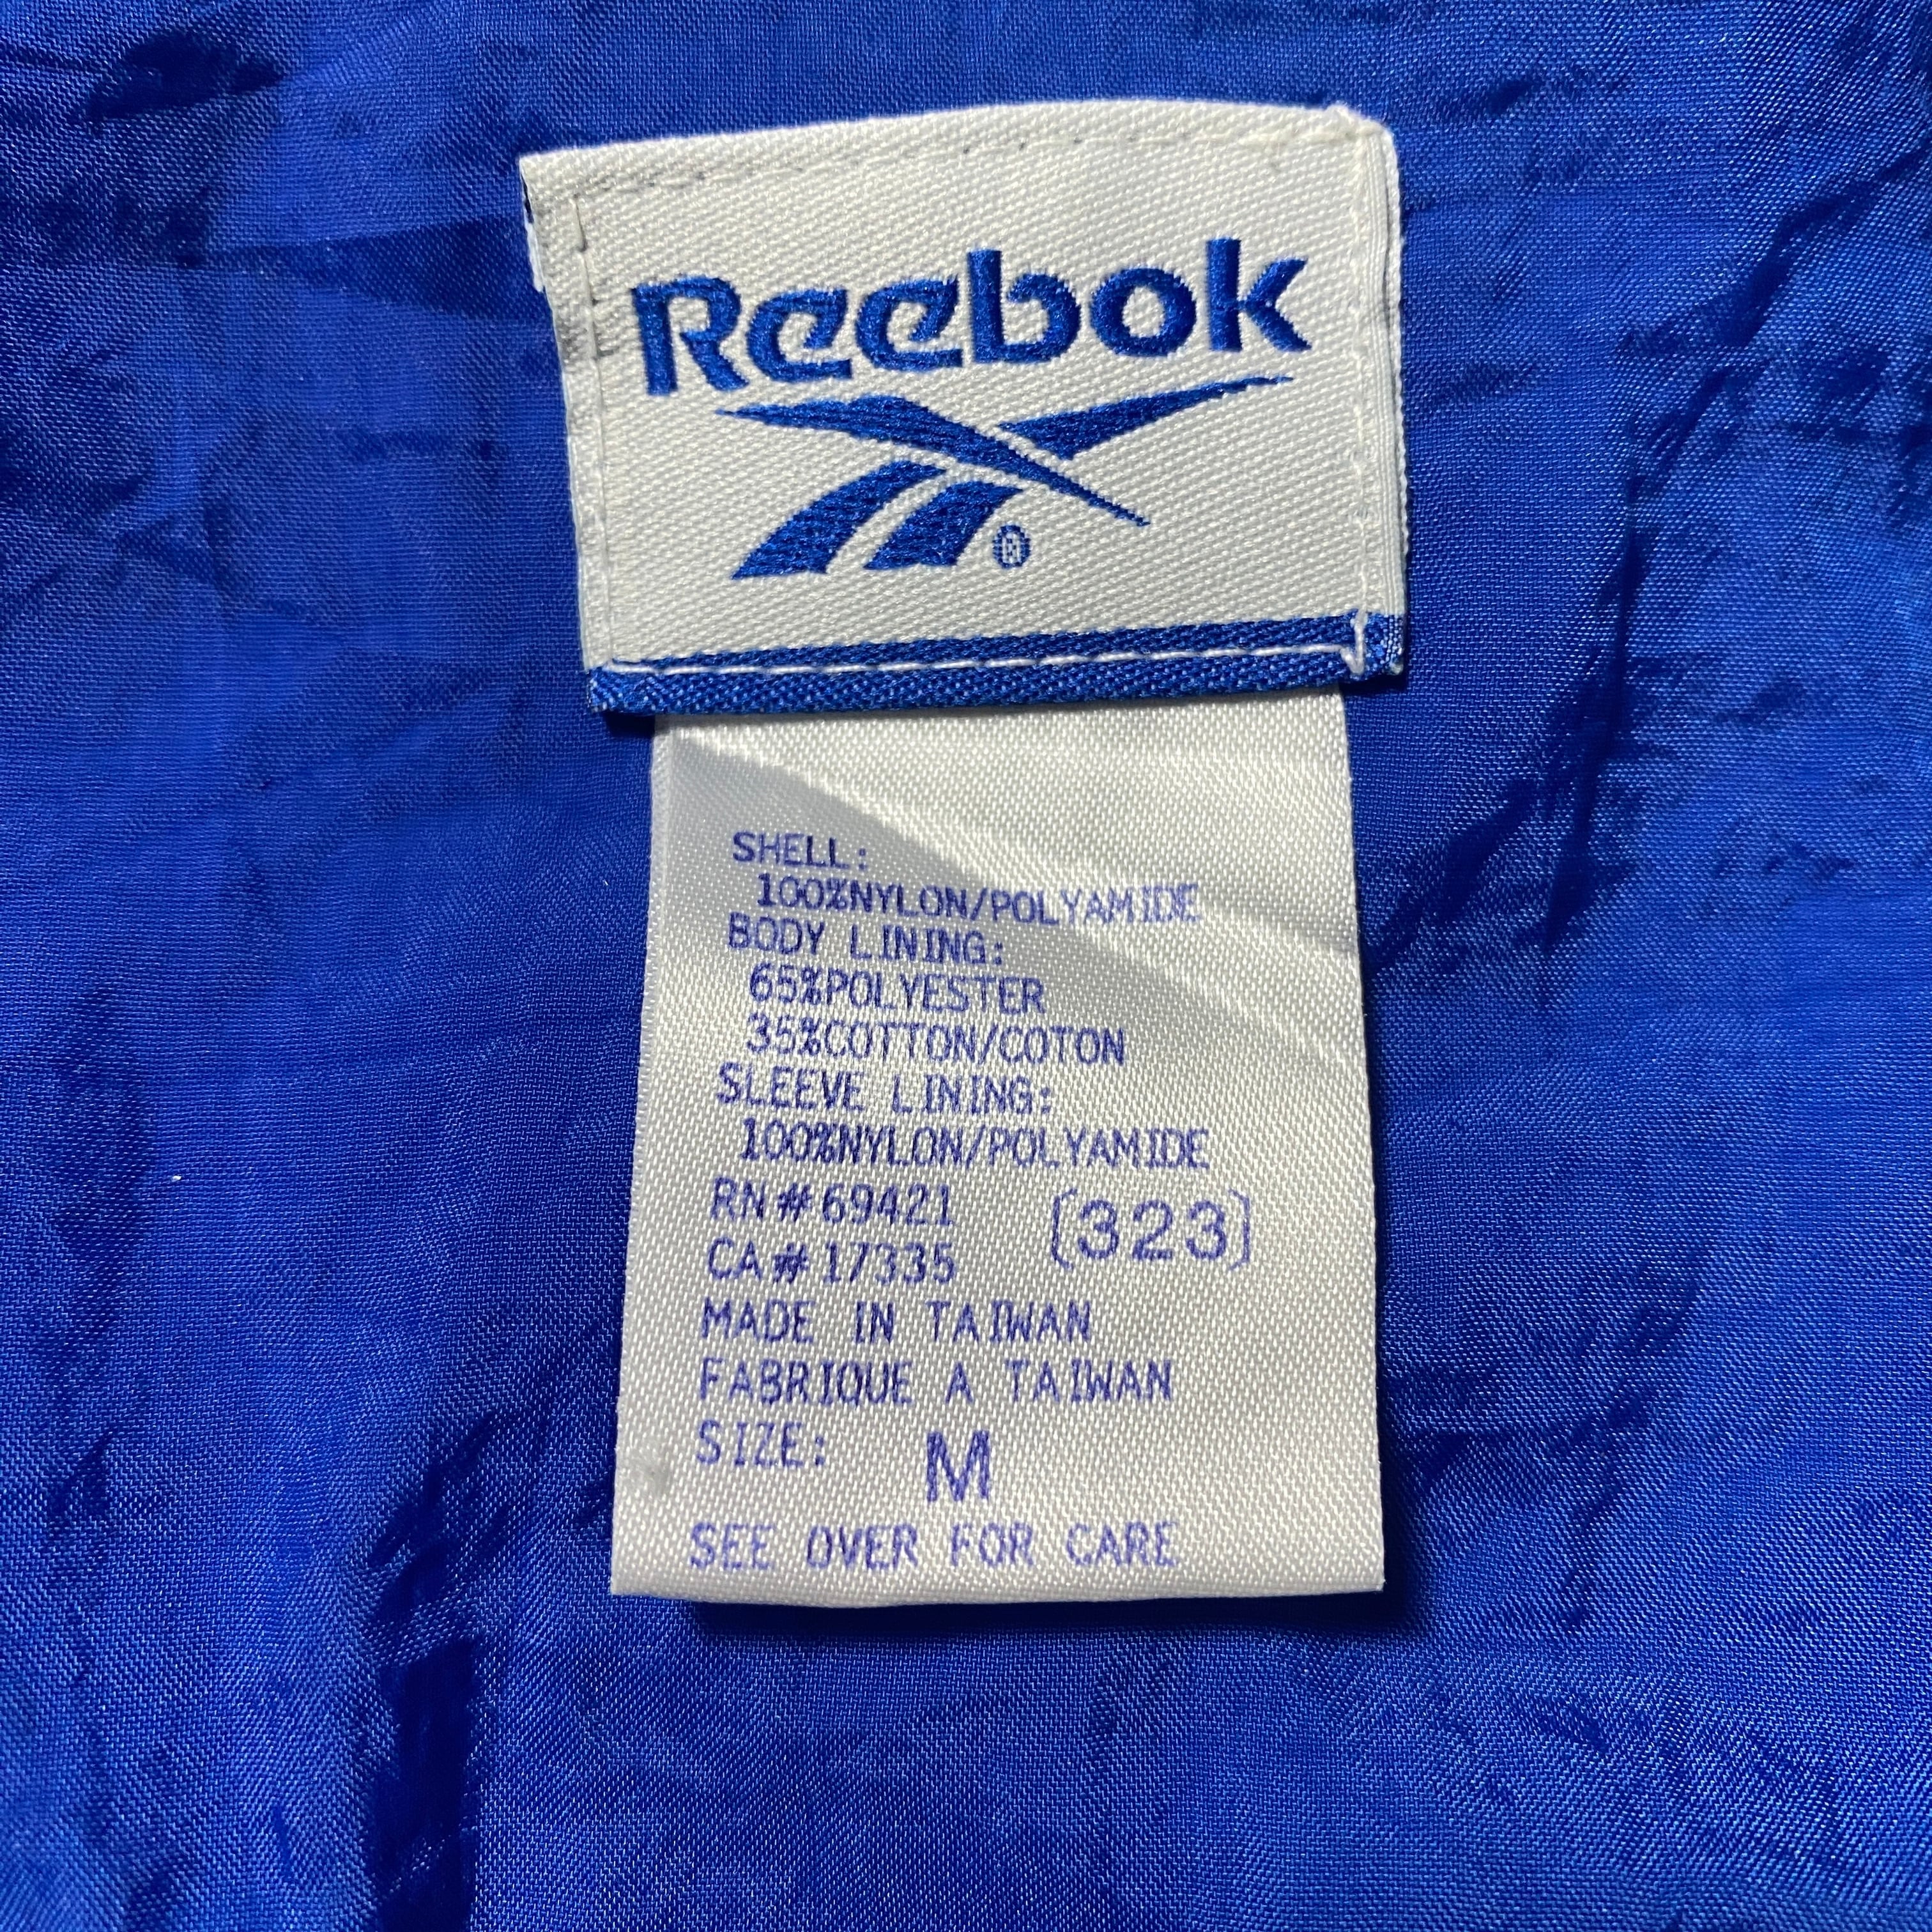 Reebok
®
SHELL:
100%NYLON/POLYAMIDE
BODY LINING:
65%POLYESTER
35%COTTON/COTON
SLEEVE LINING:
100%NYLON/POLYAMIDE
RN#69421 [323]
CA#17335
MADE IN TAIWAN
FABRIQUE A TAIWAN
SIZE: M
SEE OVER FOR CARE